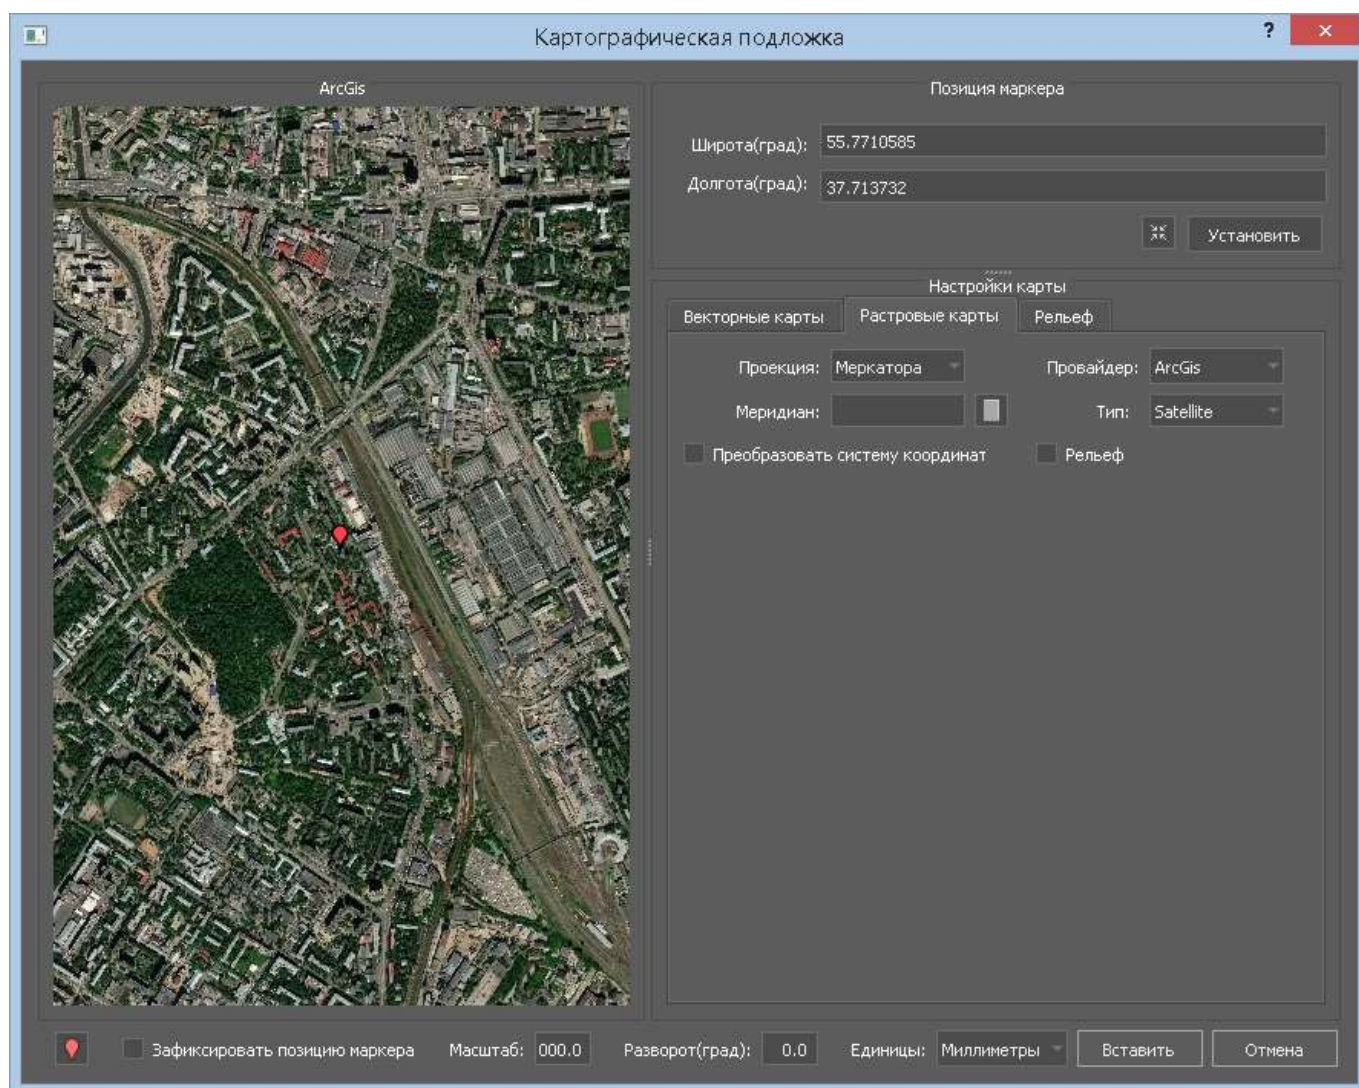 Картографическая подложка
?
ArcGis
Позиция маркера
Широта(град): 55.7710585
Долгота(град): 37.713732
Установить
Настройки карты
Векторные карты Растровые карты Рельеф
Проекция: Меркатора Провайдер: ArcGis
Меридиан: Тип: Satellite
Преобразовать систему координат Рельеф
Зафиксировать позицию маркера Масштаб: 000.0 Разворот(град): 0.0 Единицы: Миллиметры Вставить Отмена